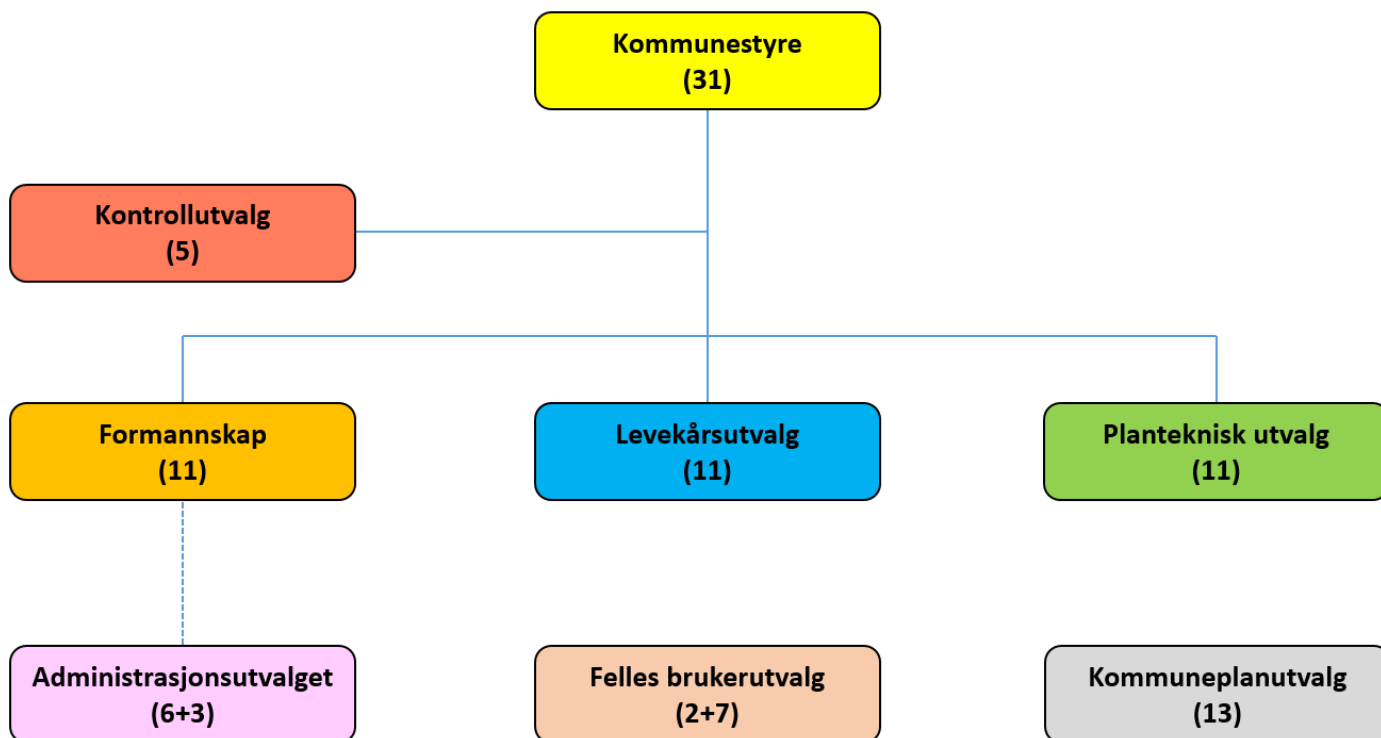 Kommunestyre
(31)
Kontrollutvalg
(5)
Formannskap
(11)
Levekårsutvalg
(11)
Planteknisk utvalg
(11)
Administrasjonsutvalget
(6+3)
Felles brukerutvalg
(2+7)
Kommuneplanutvalg
(13)